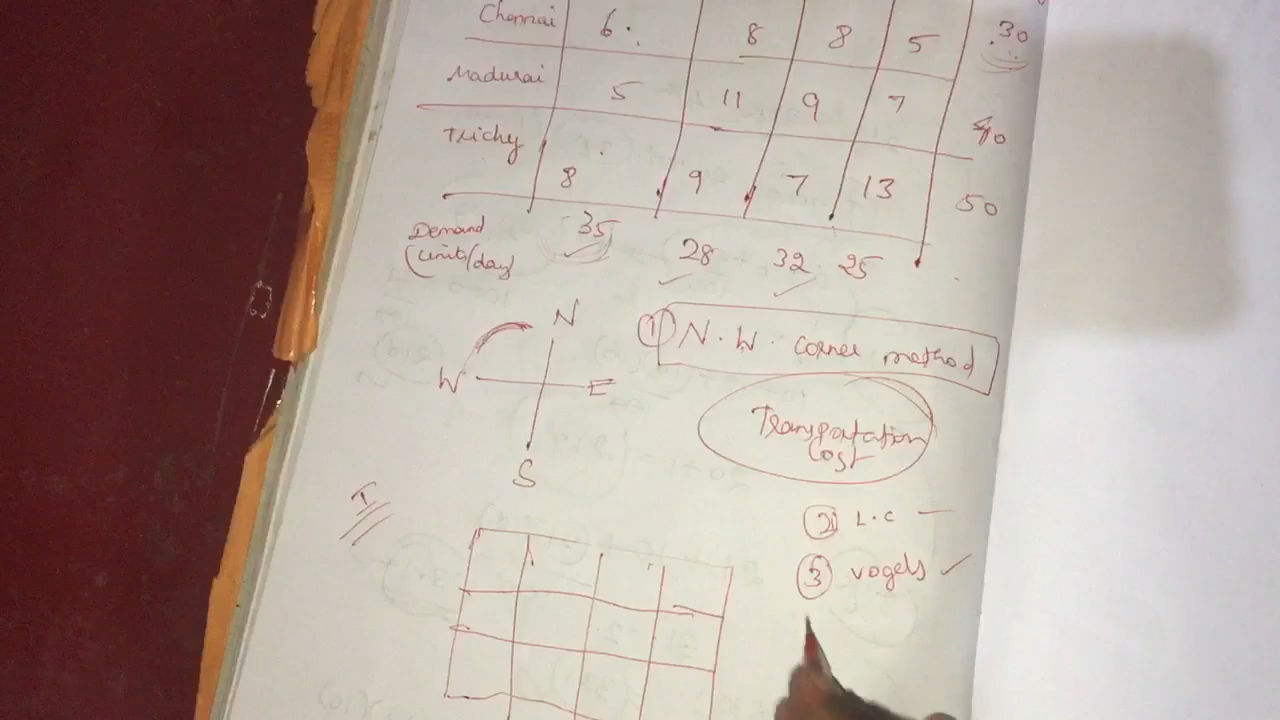 Chennai 6 8 8 5 30
Madurai 5 11 9 7 40
Trichy 8 9 7 13 50
Demand 35 28 32 25
(units/day)
N
W E
S
① N.W. Corner method
Transportation
Cost
I
② L.C
③ vogels